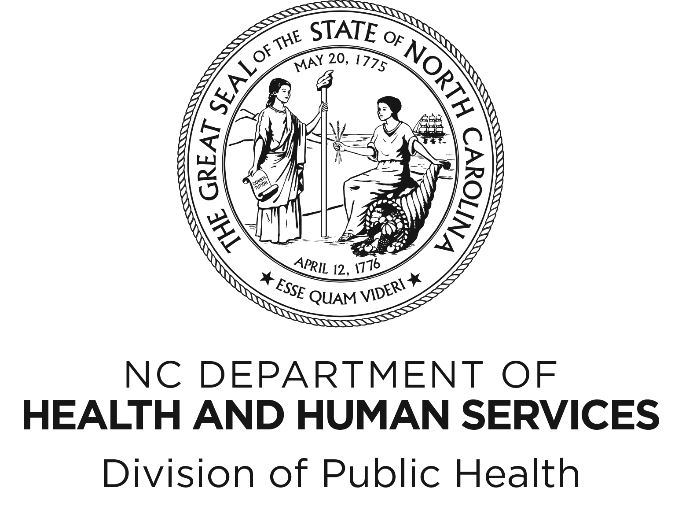 THE GREAT SEAL OF THE STATE OF NORTH CAROLINA
MAY 20, 1775
APRIL 12, 1776
★ ESSE QUAM VIDERI ★
NC DEPARTMENT OF
HEALTH AND HUMAN SERVICES
Division of Public Health